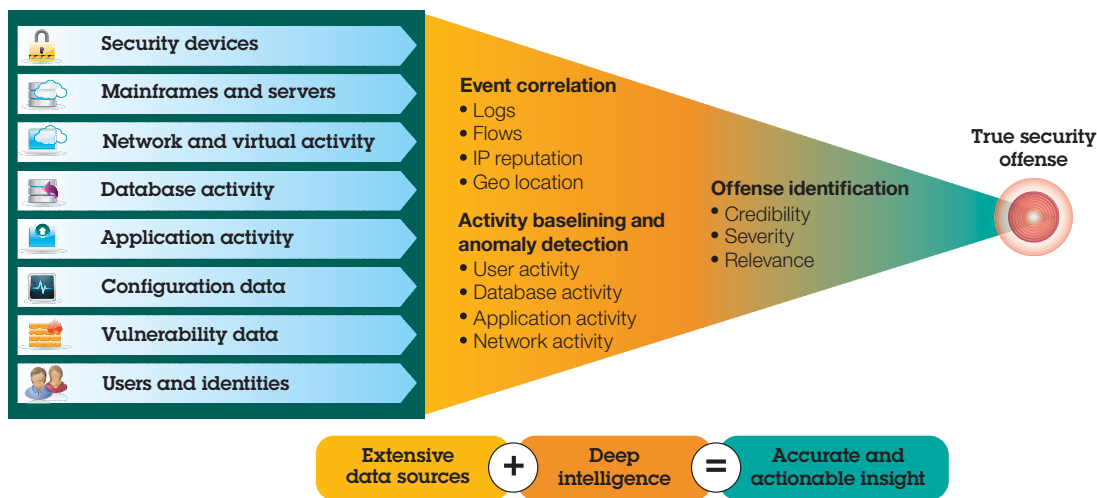 Security devices
Mainframes and servers
Network and virtual activity
Database activity
Application activity
Configuration data
Vulnerability data
Users and identities
Event correlation
• Logs
• Flows
• IP reputation
• Geo location
Activity baselining and
anomaly detection
• User activity
• Database activity
• Application activity
• Network activity
Offense identification
• Credibility
• Severity
• Relevance
True security
offense
Extensive
data sources
+
Deep
intelligence
=
Accurate and
actionable insight